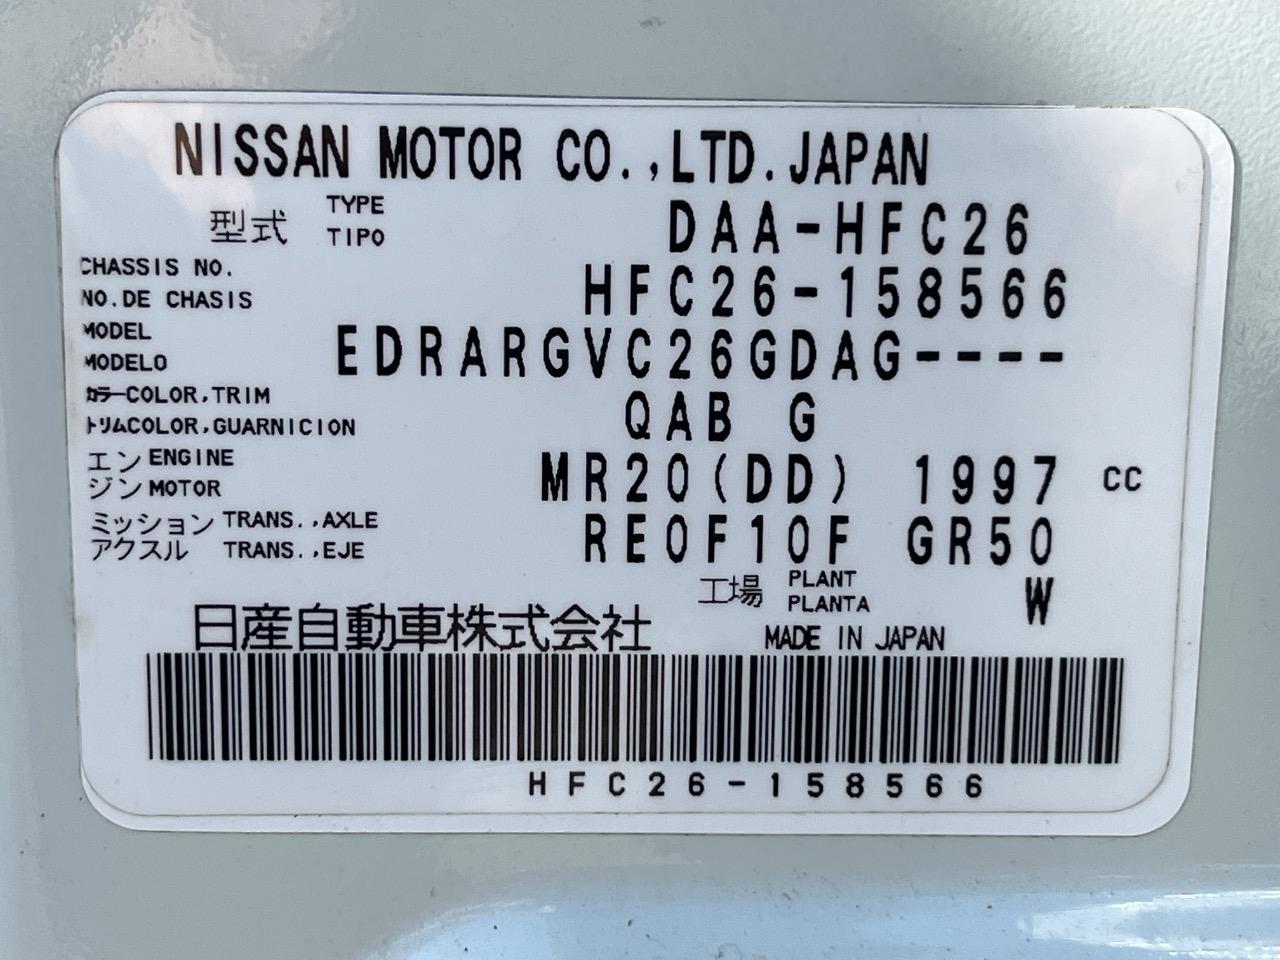 NISSAN MOTOR CO.,LTD.JAPAN
型式 TYPE TIPO DAA-HFC26
CHASSIS NO.
NO.DE CHASIS HFC26-158566
MODEL
MODELO EDRARGVC26GDAG----
カラーCOLOR,TRIM
トリムCOLOR,GUARNICION QAB G
エン ENGINE
ジン MOTOR MR20(DD) 1997 CC
ミッション TRANS.,AXLE
アクスル TRANS.,EJE RE0F10F GR50
工場 PLANT PLANTA W
日産自動車株式会社 MADE IN JAPAN
HFC26-158566